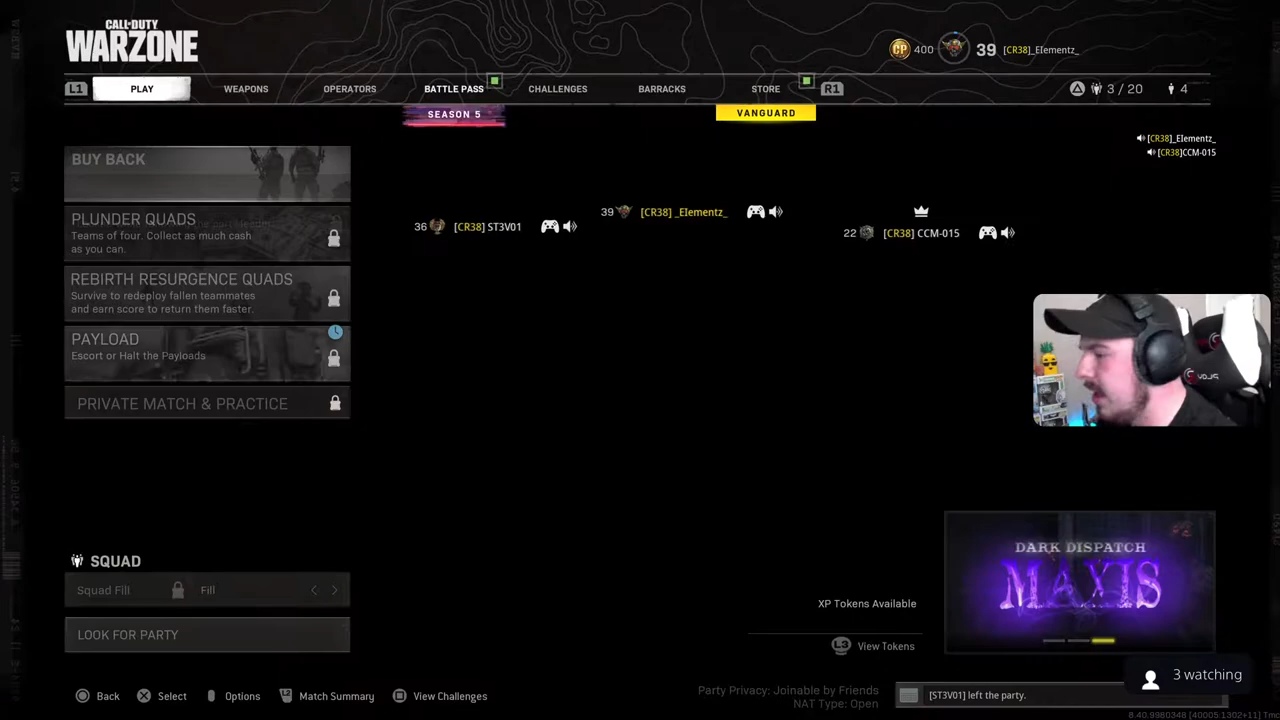 CALL OF DUTY
WARZONE
CP 400 39 [CR38]_EIementz_
L1 PLAY WEAPONS OPERATORS BATTLE PASS CHALLENGES BARRACKS STORE R1 3 / 20 4
SEASON 5 VANGUARD
[CR38]_EIementz_
[CR38]CCM-015
BUY BACK
PLUNDER QUADS
Teams of four. Collect as much cash
as you can.
REBIRTH RESURGENCE QUADS
Survive to redeploy fallen teammates
and earn score to return them faster.
PAYLOAD
Escort or Halt the Payloads
PRIVATE MATCH & PRACTICE
36 [CR38] ST3V01
39 [CR38] _EIementz_
22 [CR38] CCM-015
SQUAD
Squad Fill Fill
LOOK FOR PARTY
XP Tokens Available
L3 View Tokens
DARK DISPATCH
MAXIS
3 watching
Back Select Options Match Summary View Challenges
Party Privacy: Joinable by Friends
NAT Type: Open
[ST3V01] left the party.